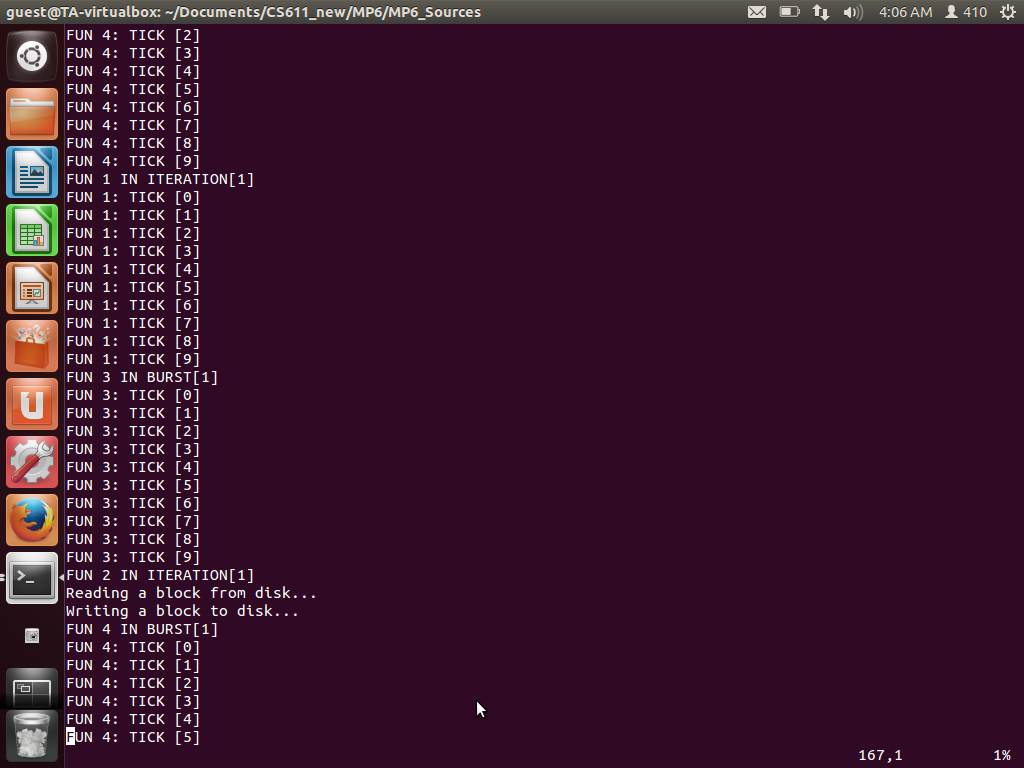 guest@TA-virtualbox: ~/Documents/CS611_new/MP6/MP6_Sources
4:06 AM
410
FUN 4: TICK [2]
FUN 4: TICK [3]
FUN 4: TICK [4]
FUN 4: TICK [5]
FUN 4: TICK [6]
FUN 4: TICK [7]
FUN 4: TICK [8]
FUN 4: TICK [9]
FUN 1 IN ITERATION[1]
FUN 1: TICK [0]
FUN 1: TICK [1]
FUN 1: TICK [2]
FUN 1: TICK [3]
FUN 1: TICK [4]
FUN 1: TICK [5]
FUN 1: TICK [6]
FUN 1: TICK [7]
FUN 1: TICK [8]
FUN 1: TICK [9]
FUN 3 IN BURST[1]
FUN 3: TICK [0]
FUN 3: TICK [1]
FUN 3: TICK [2]
FUN 3: TICK [3]
FUN 3: TICK [4]
FUN 3: TICK [5]
FUN 3: TICK [6]
FUN 3: TICK [7]
FUN 3: TICK [8]
FUN 3: TICK [9]
FUN 2 IN ITERATION[1]
Reading a block from disk...
Writing a block to disk...
FUN 4 IN BURST[1]
FUN 4: TICK [0]
FUN 4: TICK [1]
FUN 4: TICK [2]
FUN 4: TICK [3]
FUN 4: TICK [4]
FUN 4: TICK [5]
167,1
1%